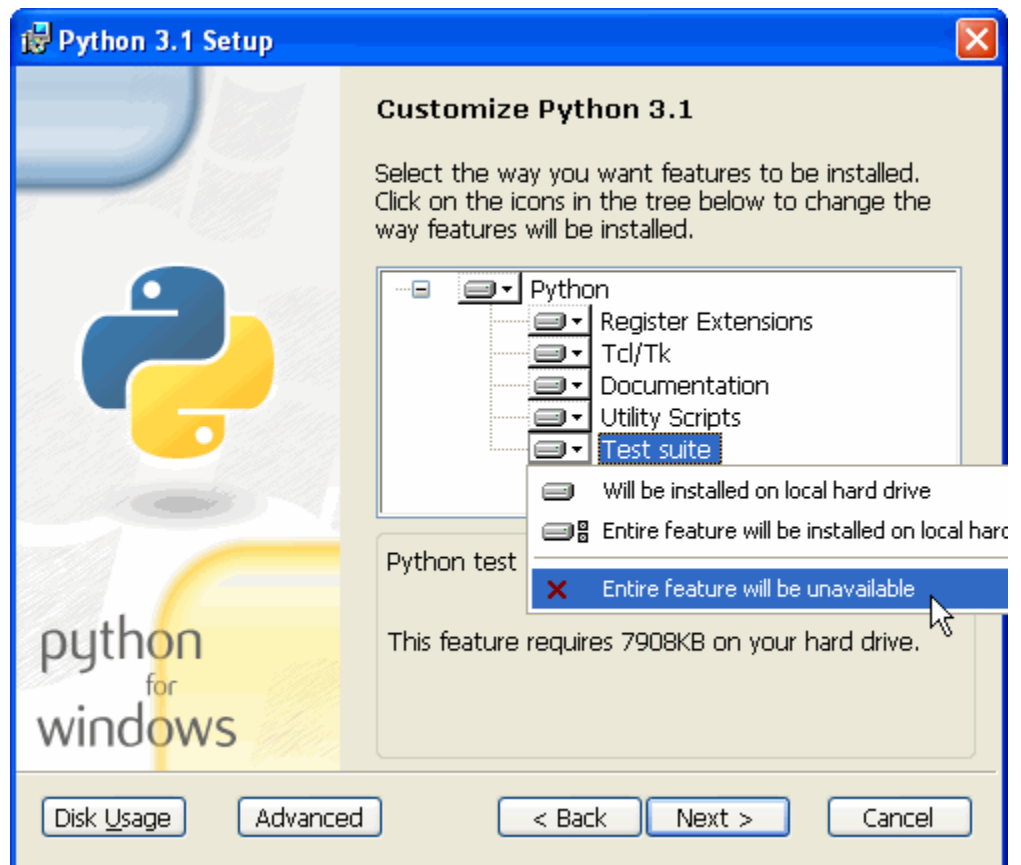 Python 3.1 Setup
Customize Python 3.1
Select the way you want features to be installed.
Click on the icons in the tree below to change the
way features will be installed.
Python
Register Extensions
Tcl/Tk
Documentation
Utility Scripts
Test suite
Will be installed on local hard drive
Entire feature will be installed on local hard
Python test
Entire feature will be unavailable
This feature requires 7908KB on your hard drive.
python
for
windows
Disk Usage
Advanced
< Back
Next >
Cancel